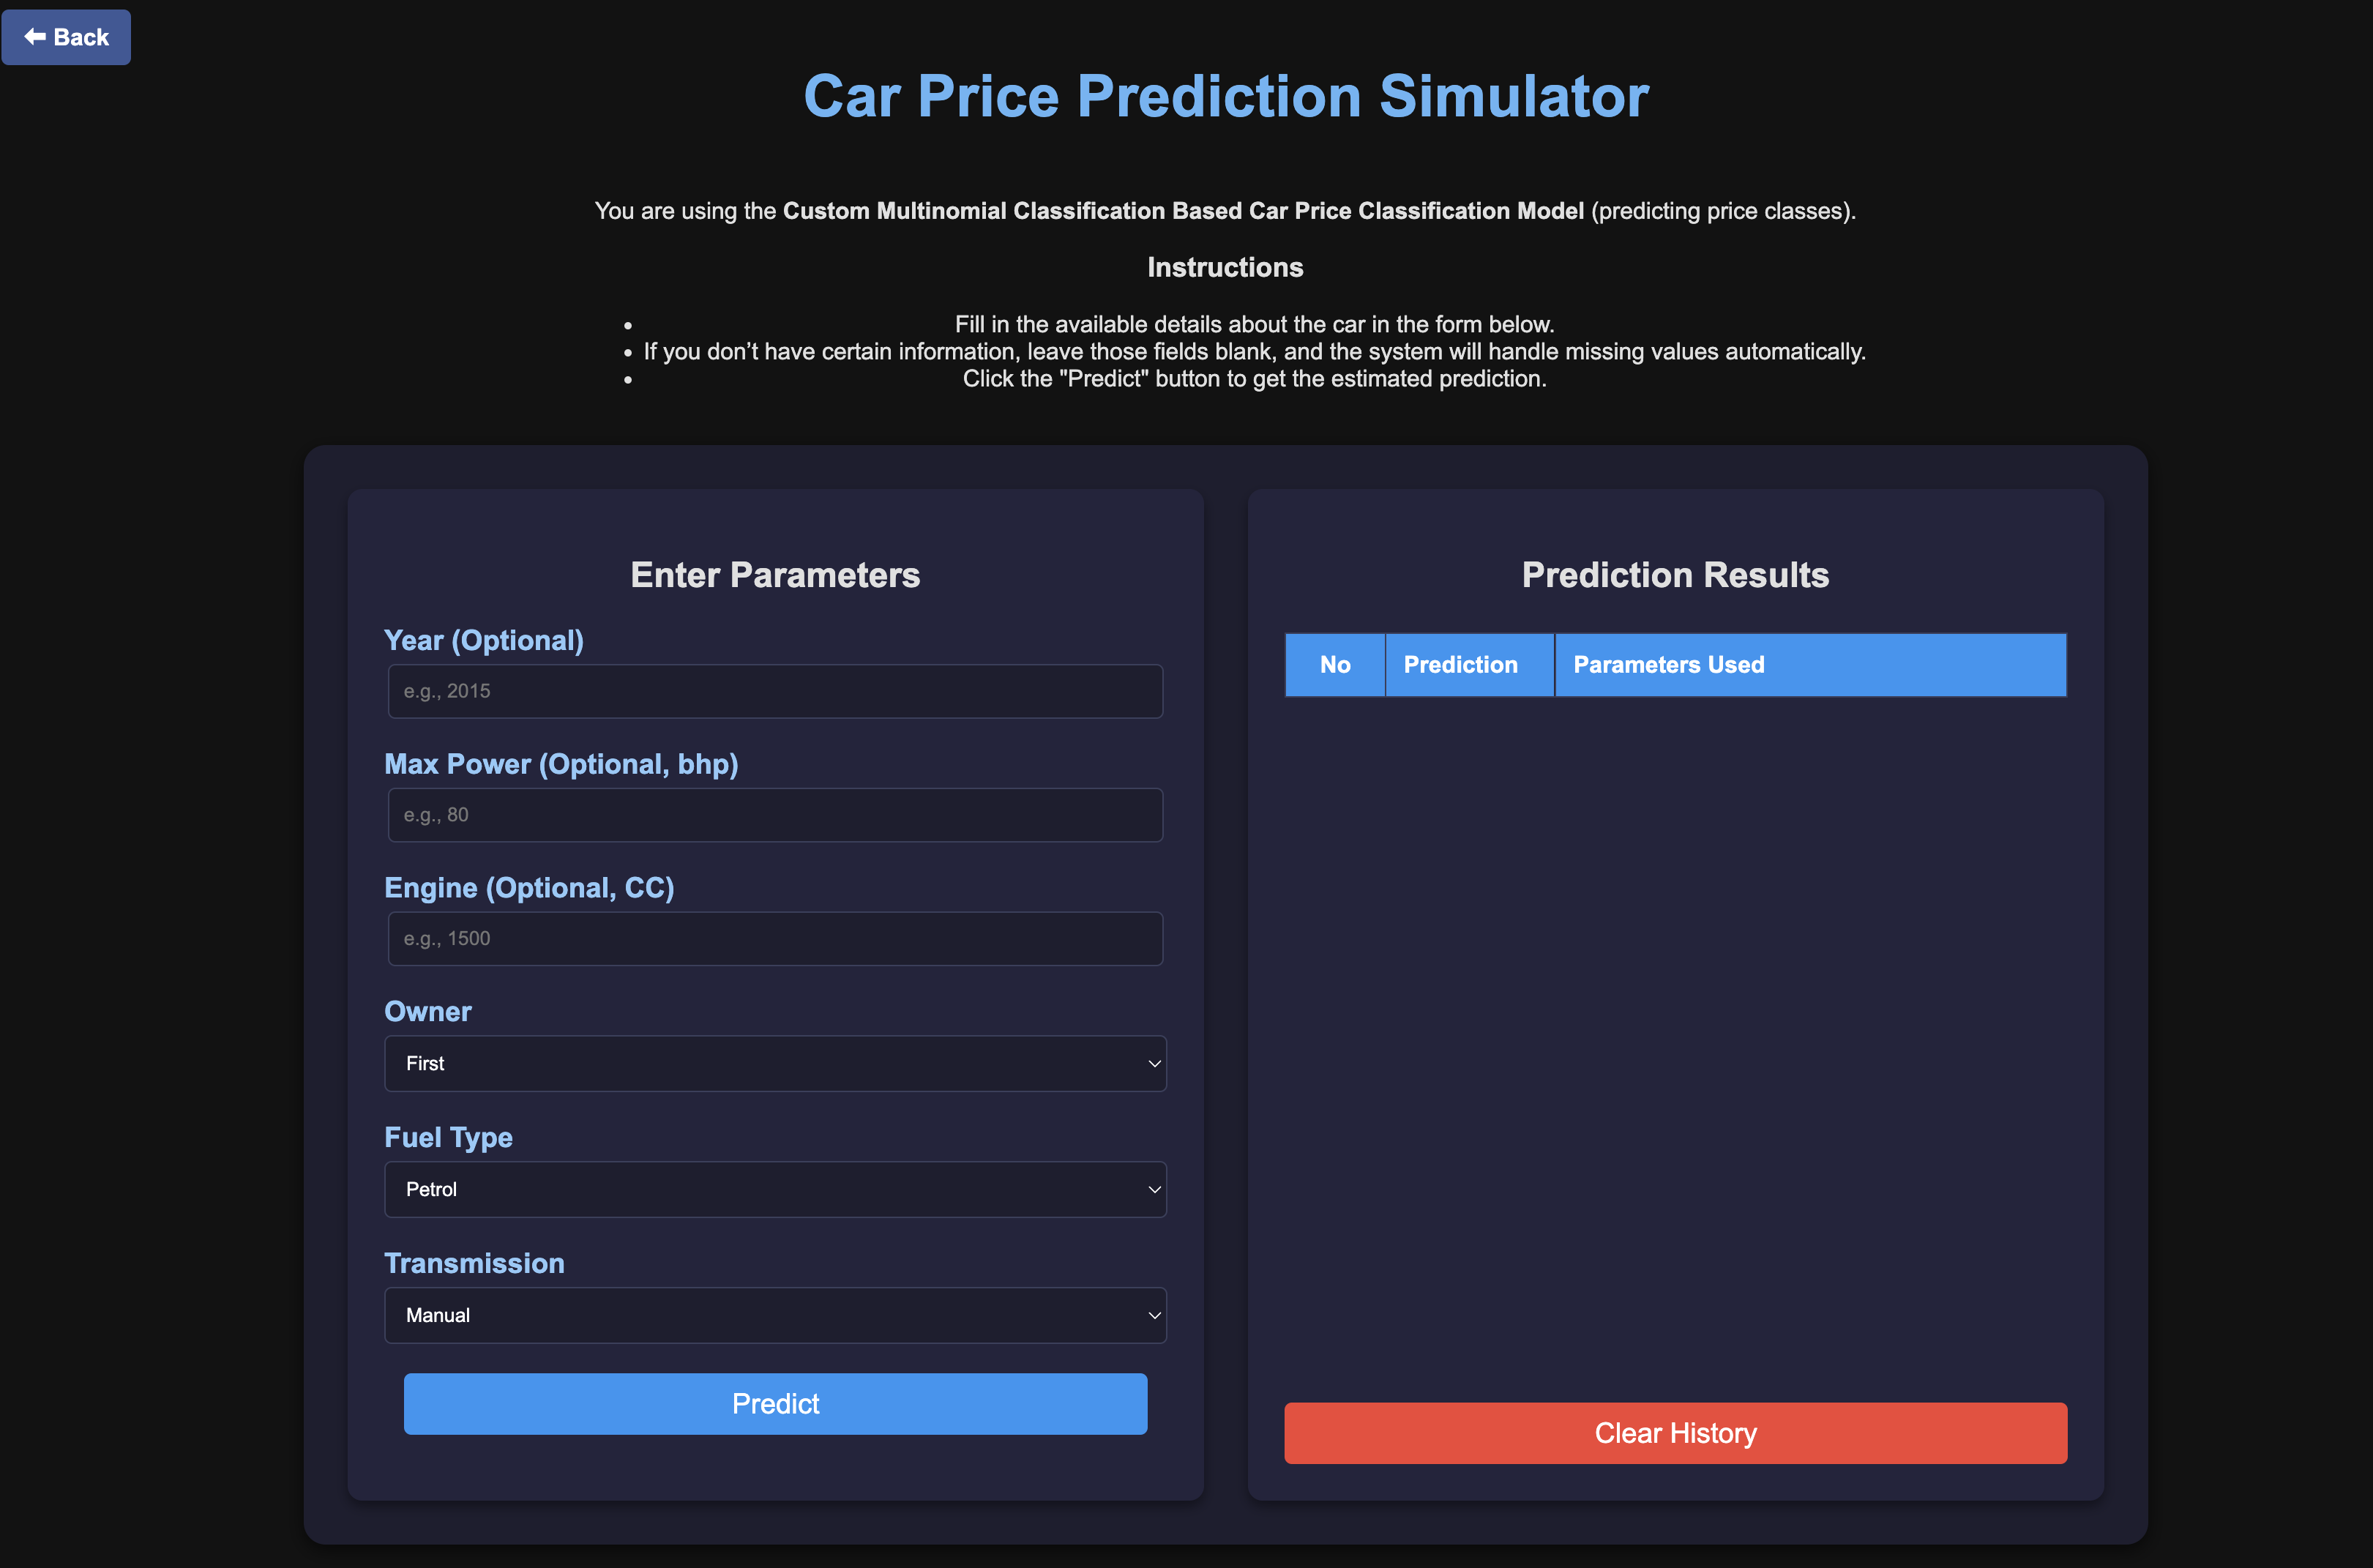 ⬅ Back
Car Price Prediction Simulator
You are using the Custom Multinomial Classification Based Car Price Classification Model (predicting price classes).
Instructions
• Fill in the available details about the car in the form below.
• If you don’t have certain information, leave those fields blank, and the system will handle missing values automatically.
• Click the "Predict" button to get the estimated prediction.
Enter Parameters
Year (Optional)
e.g., 2015
Max Power (Optional, bhp)
e.g., 80
Engine (Optional, CC)
e.g., 1500
Owner
First
Fuel Type
Petrol
Transmission
Manual
Predict
Prediction Results
No Prediction Parameters Used
Clear History